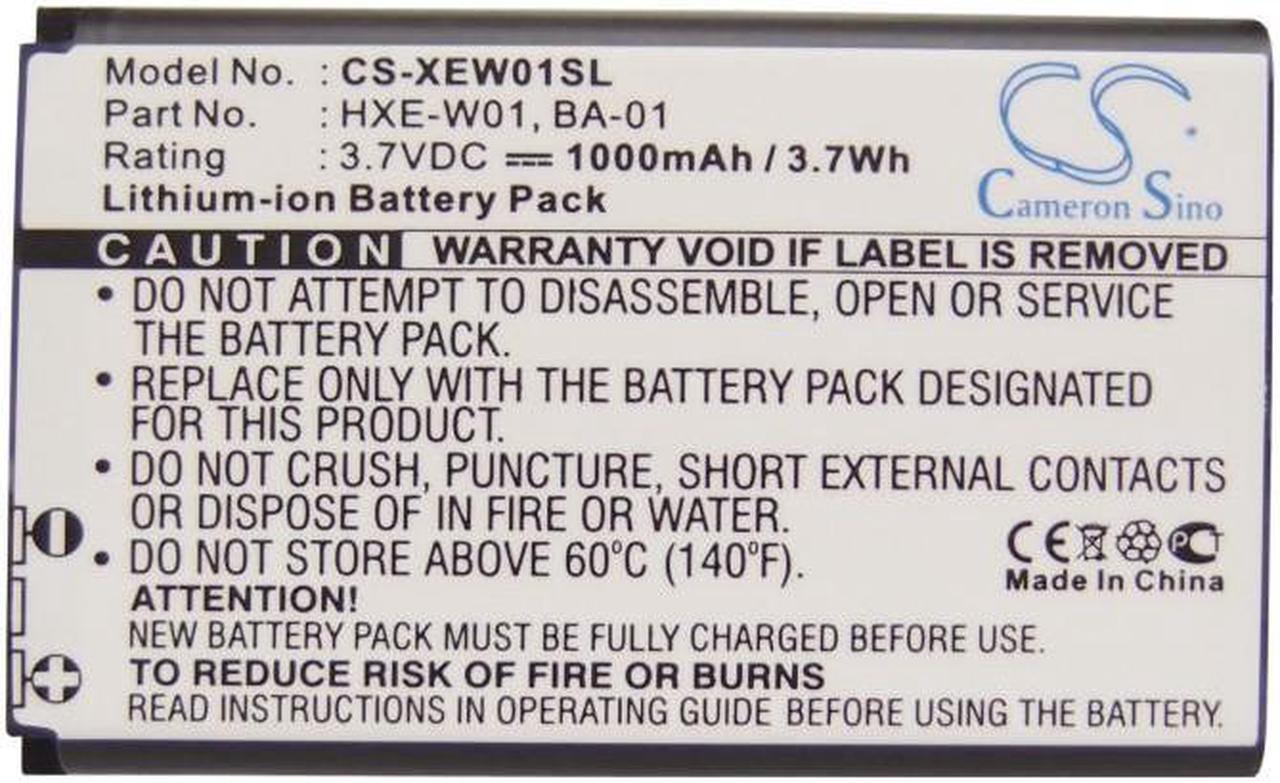 Model No. : CS-XEW01SL
Part No. : HXE-W01, BA-01
Rating : 3.7VDC ⎓ 1000mAh / 3.7Wh
Lithium-ion Battery Pack
CS
Cameron Sino
CAUTION WARRANTY VOID IF LABEL IS REMOVED
• DO NOT ATTEMPT TO DISASSEMBLE, OPEN OR SERVICE
THE BATTERY PACK.
• REPLACE ONLY WITH THE BATTERY PACK DESIGNATED
FOR THIS PRODUCT.
• DO NOT CRUSH, PUNCTURE, SHORT EXTERNAL CONTACTS
OR DISPOSE OF IN FIRE OR WATER.
• DO NOT STORE ABOVE 60°C (140°F).
CE PCT
Made In China
ATTENTION!
NEW BATTERY PACK MUST BE FULLY CHARGED BEFORE USE.
TO REDUCE RISK OF FIRE OR BURNS
READ INSTRUCTIONS IN OPERATING GUIDE BEFORE USING THE BATTERY.